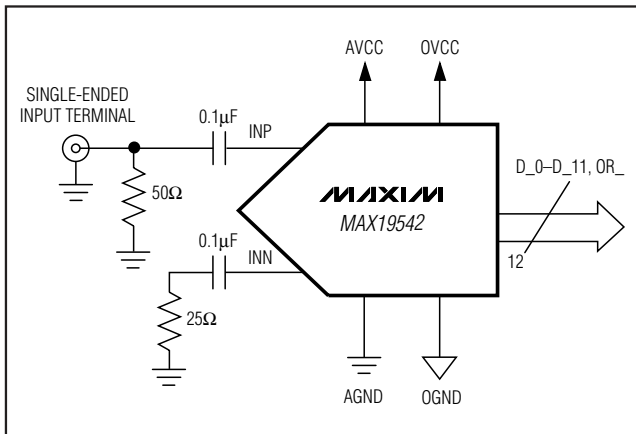 AVCC
OVCC
SINGLE-ENDED
INPUT TERMINAL
0.1µF
INP
D_0–D_11, OR_
50Ω
MAXIM
MAX19542
0.1µF
INN
12
25Ω
AGND
OGND